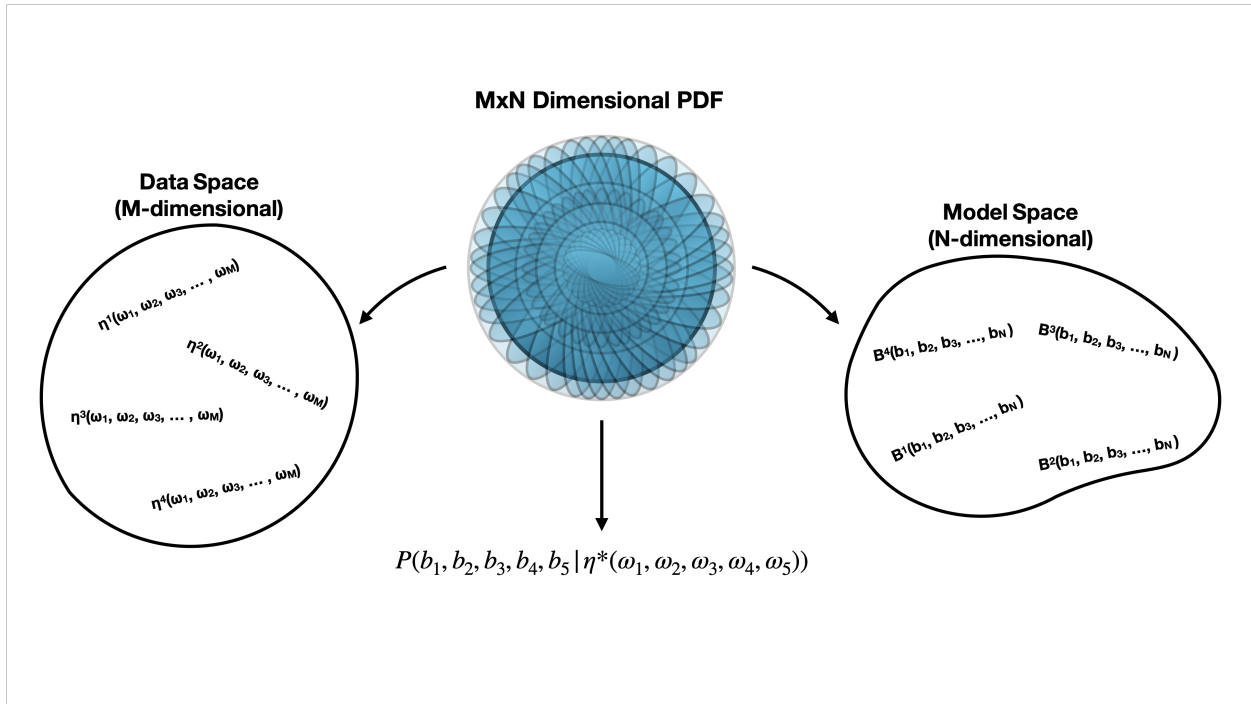 MxN Dimensional PDF
Data Space
(M-dimensional)
η¹(ω₁, ω₂, ω₃, … , ω_M)
η²(ω₁, ω₂, ω₃, … , ω_M)
η³(ω₁, ω₂, ω₃, … , ω_M)
η⁴(ω₁, ω₂, ω₃, … , ω_M)
Model Space
(N-dimensional)
B⁴(b₁, b₂, b₃, …, b_N)
B³(b₁, b₂, b₃, …, b_N)
B¹(b₁, b₂, b₃, …, b_N)
B²(b₁, b₂, b₃, …, b_N)
P(b₁, b₂, b₃, b₄, b₅ | η*(ω₁, ω₂, ω₃, ω₄, ω₅))